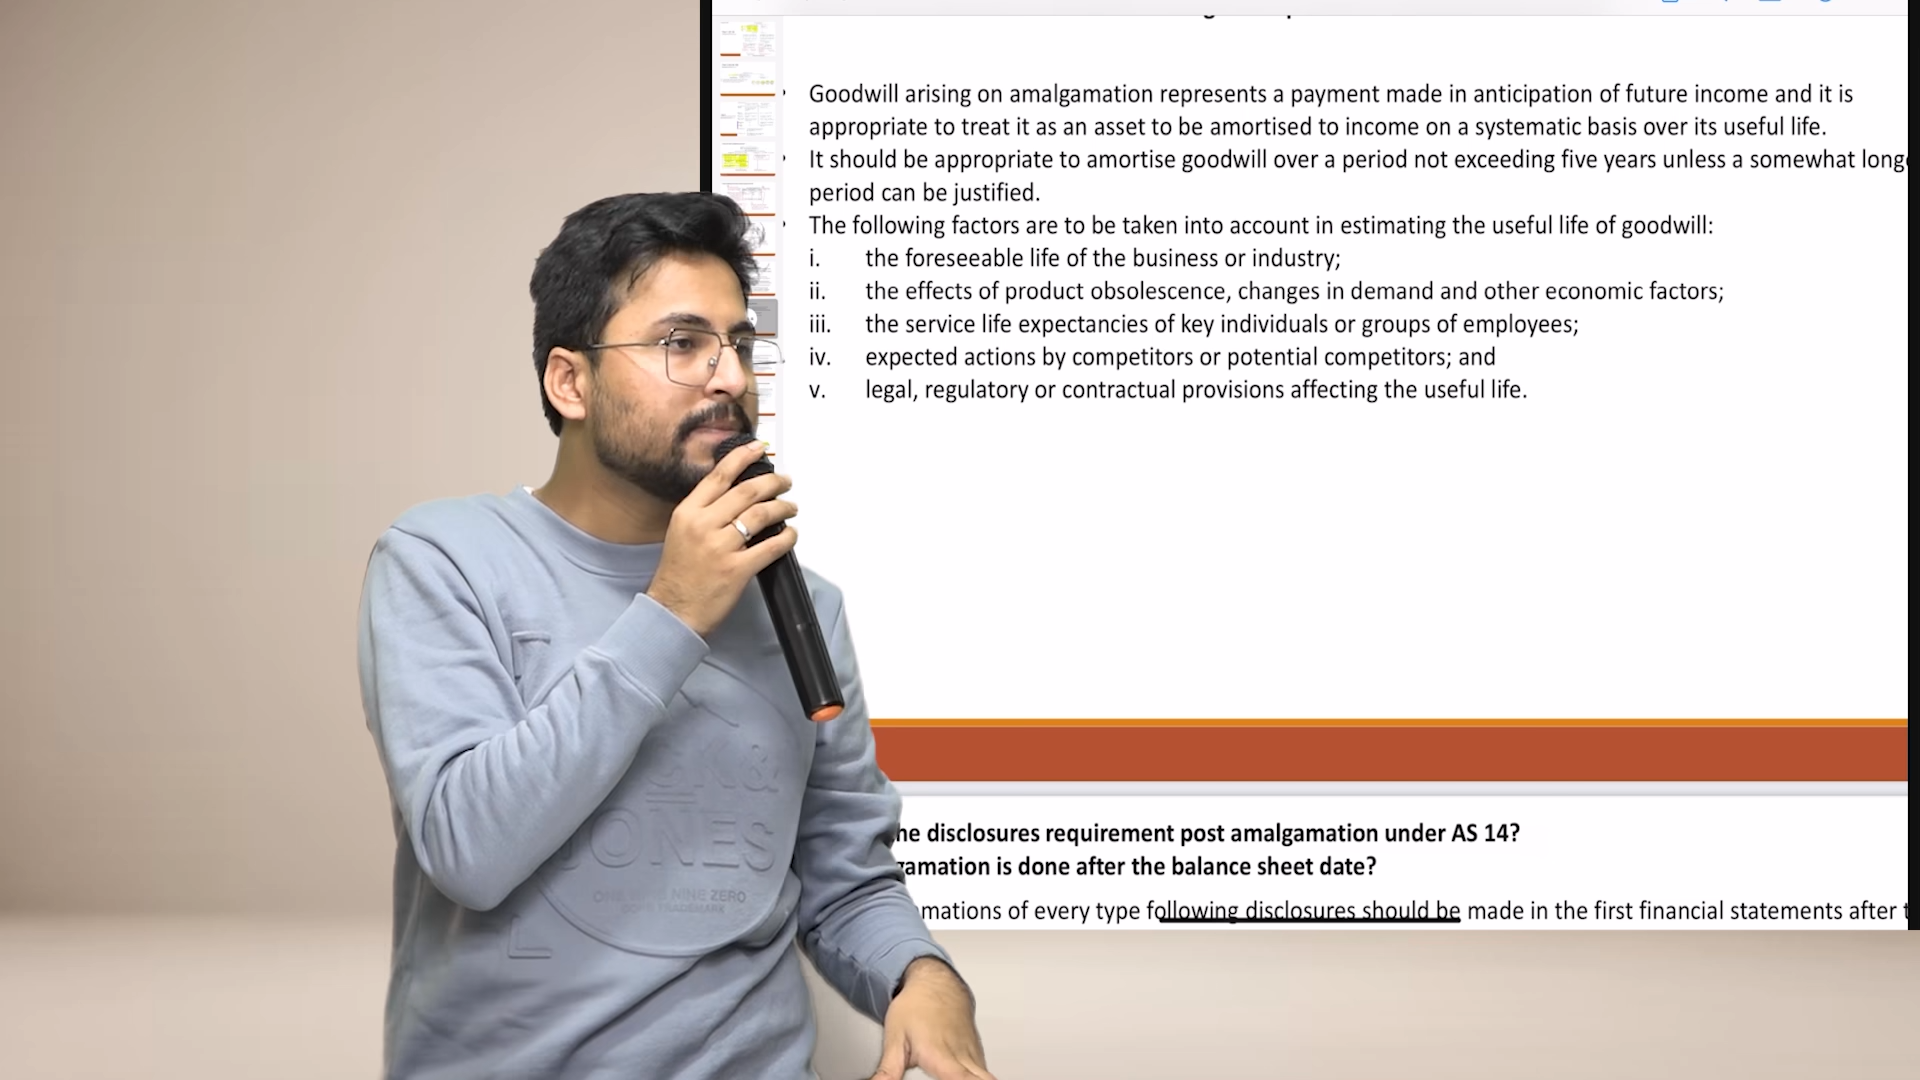 Goodwill arising on amalgamation represents a payment made in anticipation of future income and it is
appropriate to treat it as an asset to be amortised to income on a systematic basis over its useful life.
It should be appropriate to amortise goodwill over a period not exceeding five years unless a somewhat long
period can be justified.
The following factors are to be taken into account in estimating the useful life of goodwill:
i. the foreseeable life of the business or industry;
ii. the effects of product obsolescence, changes in demand and other economic factors;
iii. the service life expectancies of key individuals or groups of employees;
iv. expected actions by competitors or potential competitors; and
v. legal, regulatory or contractual provisions affecting the useful life.
he disclosures requirement post amalgamation under AS 14?
gamation is done after the balance sheet date?
mations of every type following disclosures should be made in the first financial statements after
JONES